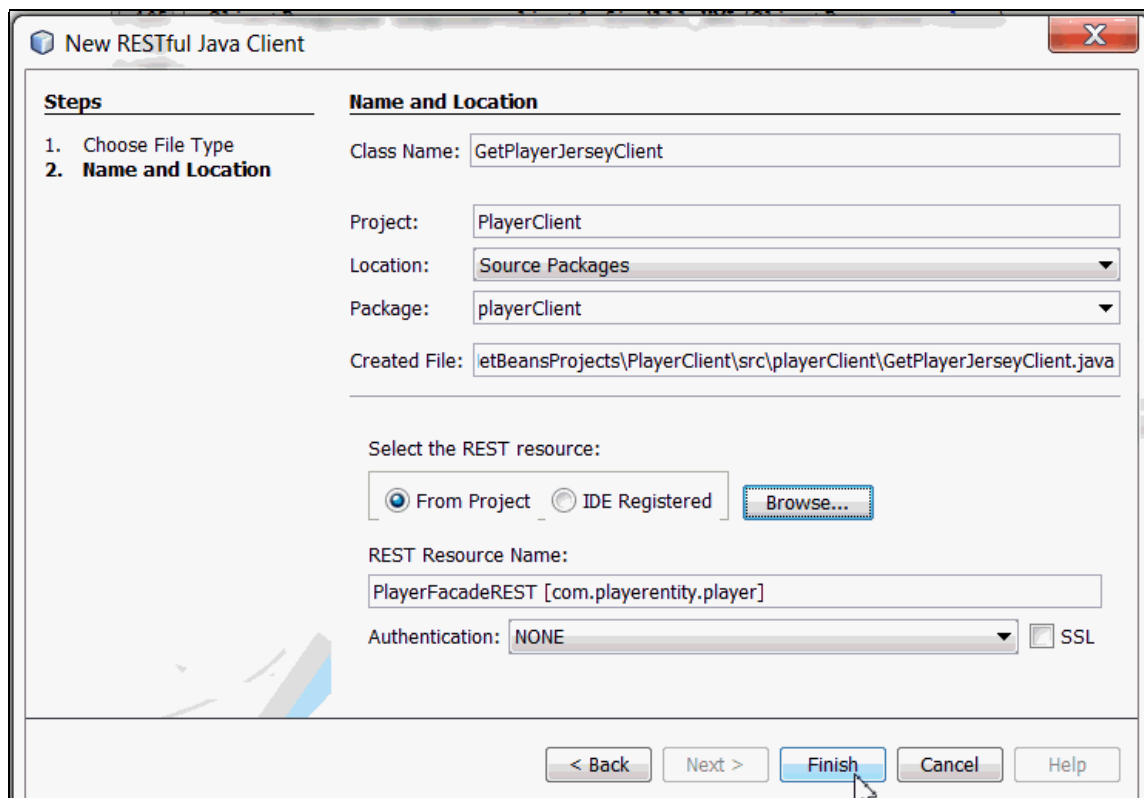 New RESTful Java Client
X
Steps
1. Choose File Type
2. Name and Location
Name and Location
Class Name: GetPlayerJerseyClient
Project: PlayerClient
Location: Source Packages
Package: playerClient
Created File: etBeansProjects\PlayerClient\src\playerClient\GetPlayerJerseyClient.java
Select the REST resource:
From Project IDE Registered Browse...
REST Resource Name:
PlayerFacadeREST [com.playerentity.player]
Authentication: NONE SSL
< Back Next > Finish Cancel Help